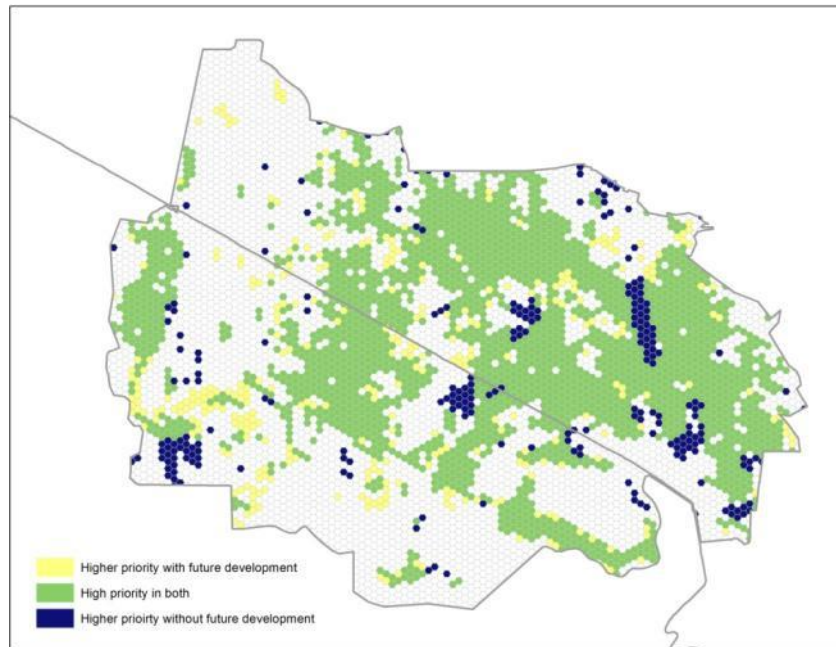 Higher priority with future development
High priority in both
Higher prioirty without future development